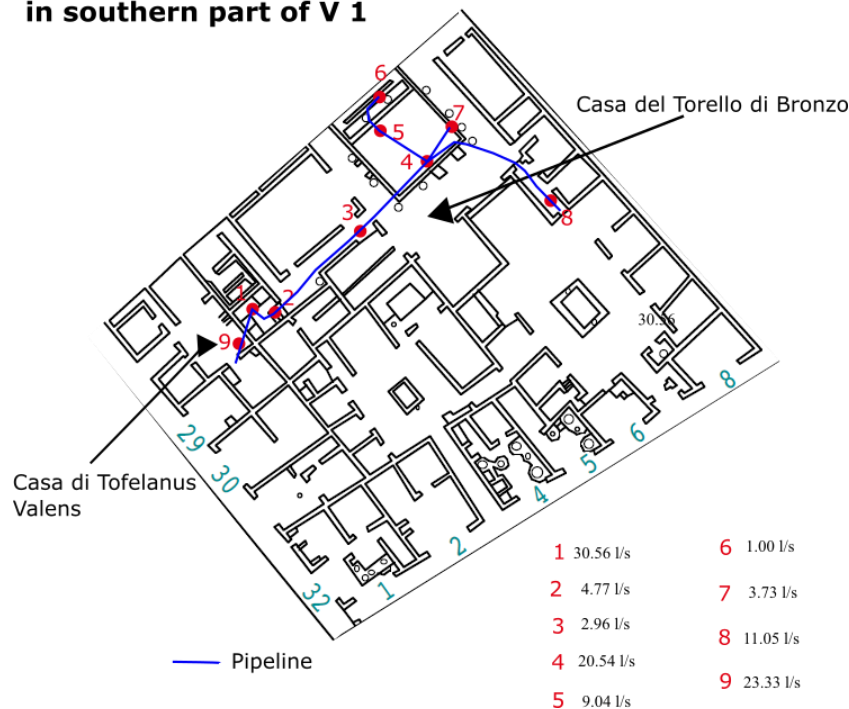 in southern part of V 1
6
Casa del Torello di Bronzo
7
5
4
8
3
1
2
9
30.56
8
29
6
30
5
Casa di Tofelanus
Valens
4
2
32
1
1 30.56 l/s
2 4.77 l/s
3 2.96 l/s
4 20.54 l/s
5 9.04 l/s
6 1.00 l/s
7 3.73 l/s
8 11.05 l/s
9 23.33 l/s
Pipeline